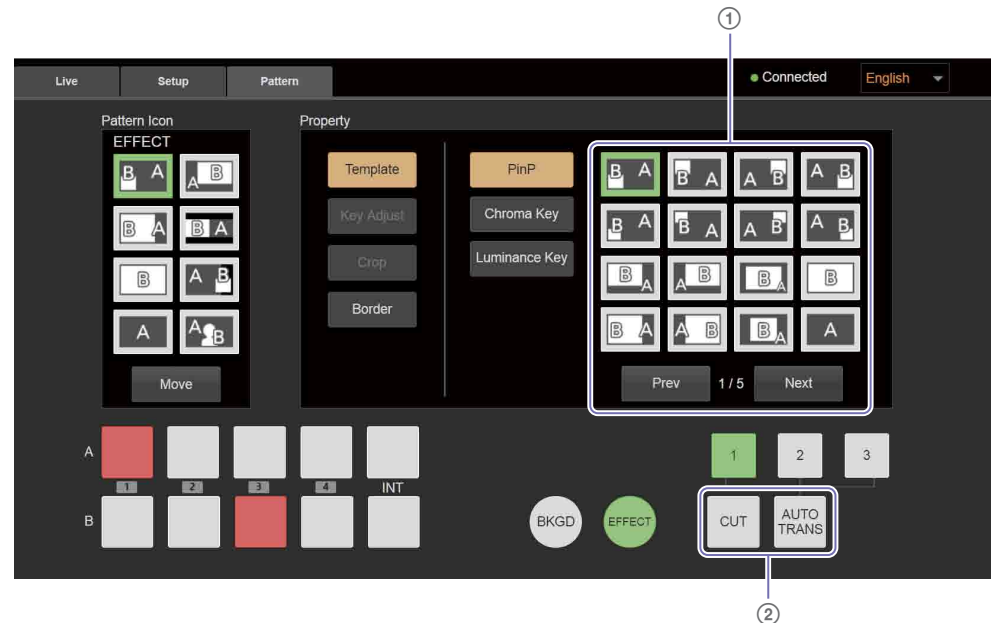 ①
Live Setup Pattern Connected English
Pattern Icon
EFFECT
B A A B
B A B A
B A B
A A B
Move
Property
Template
Key Adjust
Crop
Border
PinP
Chroma Key
Luminance Key
B A B A A B A B
B A B A A B A B
B A A B B A B
B A A B B A A
Prev 1 / 5 Next
A
1 2 3 4 INT
B
BKGD EFFECT
1 2 3
CUT AUTO
TRANS
②